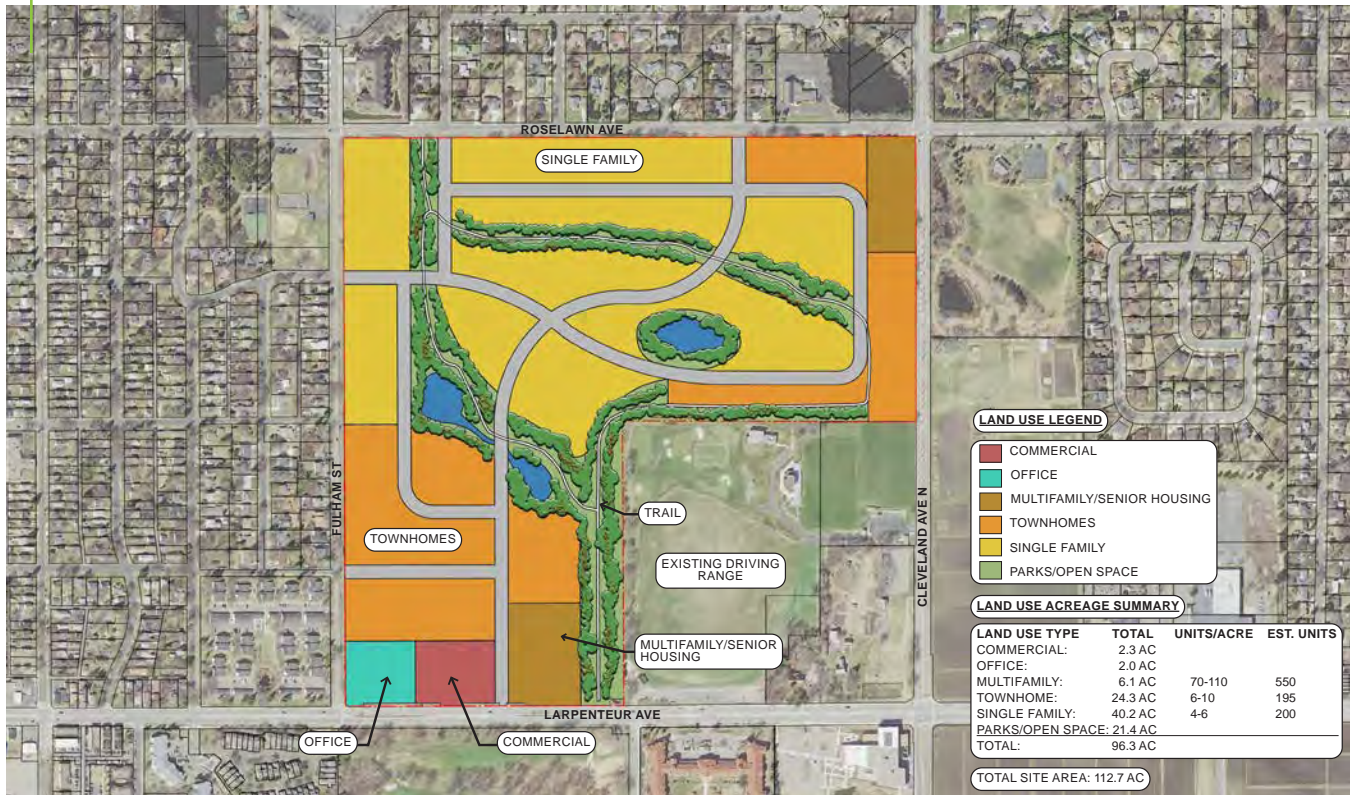 ROSELAWN AVE
SINGLE FAMILY
FULHAM ST
CLEVELAND AVE N
TOWNHOMES
TRAIL
EXISTING DRIVING
RANGE
MULTIFAMILY/SENIOR
HOUSING
LARPENTEUR AVE
OFFICE
COMMERCIAL
LAND USE LEGEND
COMMERCIAL
OFFICE
MULTIFAMILY/SENIOR HOUSING
TOWNHOMES
SINGLE FAMILY
PARKS/OPEN SPACE
LAND USE ACREAGE SUMMARY
LAND USE TYPE TOTAL UNITS/ACRE EST. UNITS
COMMERCIAL: 2.3 AC
OFFICE: 2.0 AC
MULTIFAMILY: 6.1 AC 70-110 550
TOWNHOME: 24.3 AC 6-10 195
SINGLE FAMILY: 40.2 AC 4-6 200
PARKS/OPEN SPACE: 21.4 AC
TOTAL: 96.3 AC
TOTAL SITE AREA: 112.7 AC